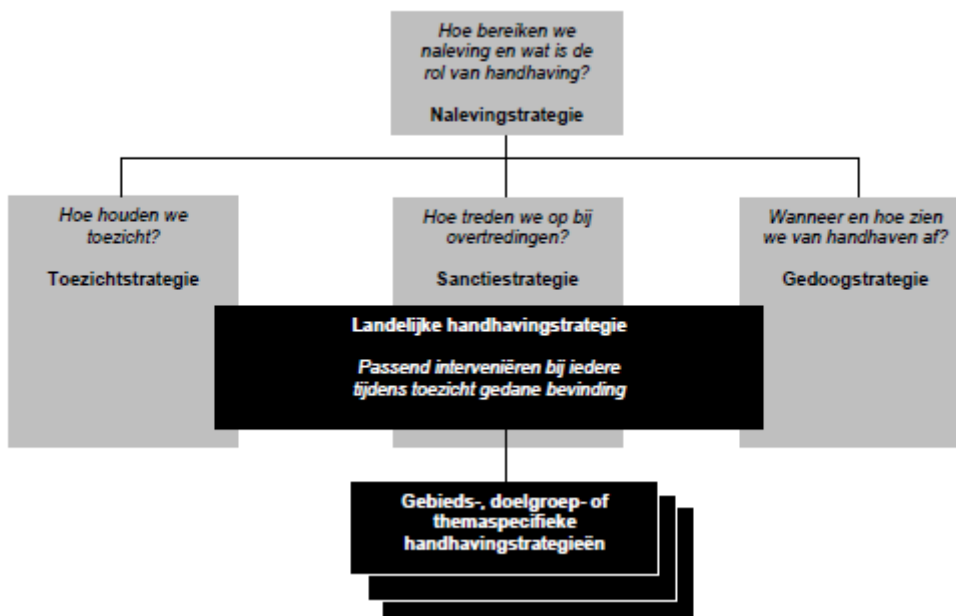 Hoe bereiken we
naleving en wat is de
rol van handhaving?
Nalevingstrategie
Hoe houden we
toezicht?
Toezichtstrategie
Hoe treden we op bij
overtredingen?
Sanctiestrategie
Wanneer en hoe zien
we van handhaven af?
Gedoogstrategie
Landelijke handhavingstrategie
Passend interveniëren bij iedere
tijdens toezicht gedane bevinding
Gebieds-, doelgroep- of
themaspecifieke
handhavingstrategieën